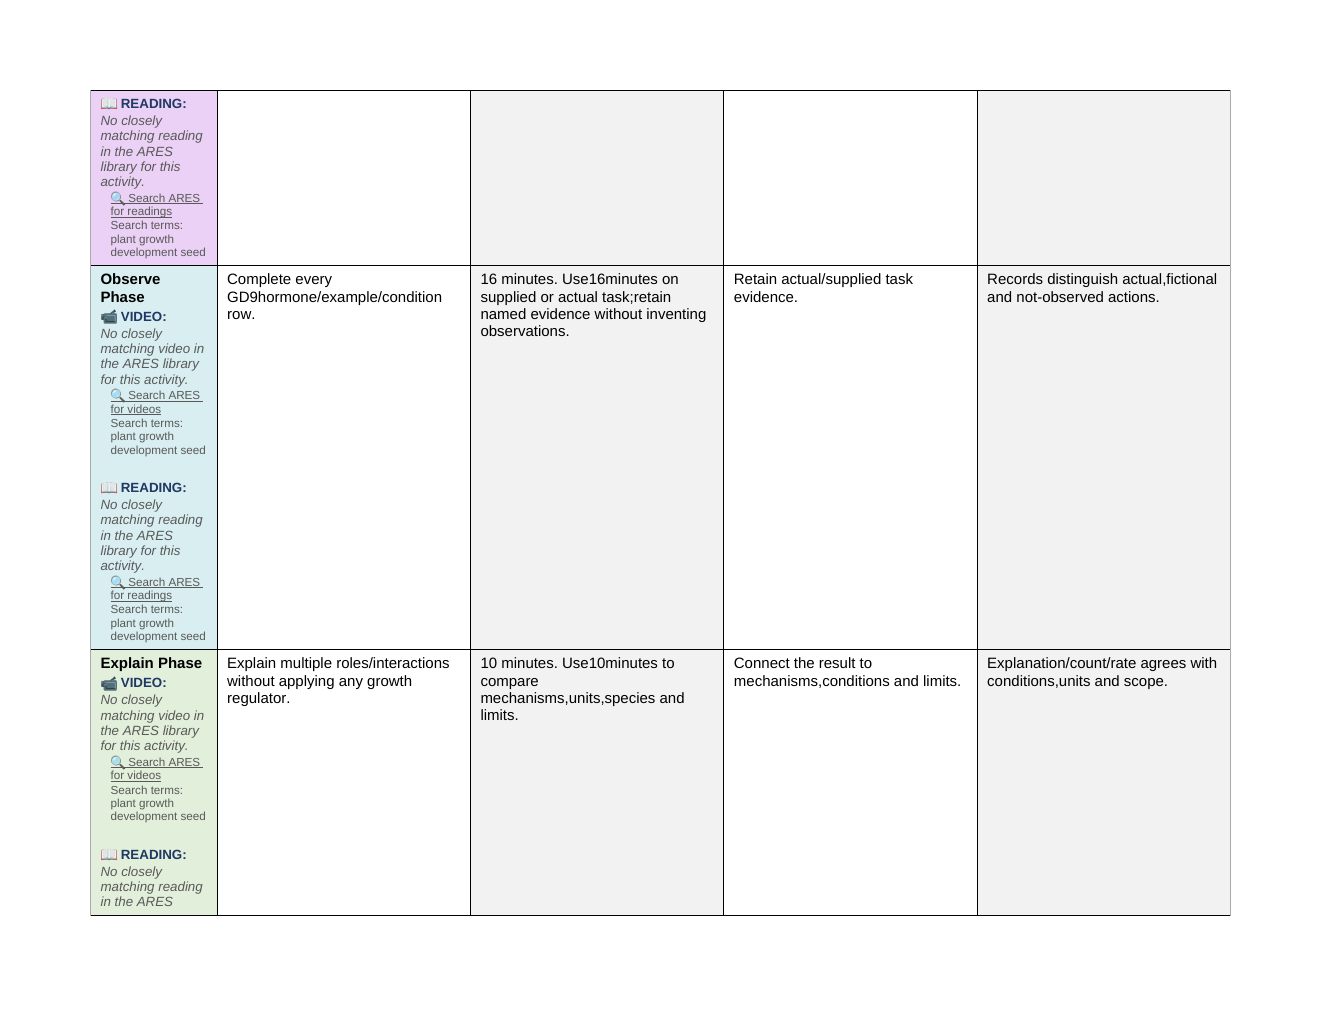 📖 READING:
No closely
matching reading
in the ARES
library for this
activity.
🔍 Search ARES
for readings
Search terms:
plant growth
development seed
Observe
Phase
📹 VIDEO:
No closely
matching video in
the ARES library
for this activity.
🔍 Search ARES
for videos
Search terms:
plant growth
development seed
📖 READING:
No closely
matching reading
in the ARES
library for this
activity.
🔍 Search ARES
for readings
Search terms:
plant growth
development seed
Complete every
GD9hormone/example/condition
row.
16 minutes. Use16minutes on
supplied or actual task;retain
named evidence without inventing
observations.
Retain actual/supplied task
evidence.
Records distinguish actual,fictional
and not-observed actions.
Explain Phase
📹 VIDEO:
No closely
matching video in
the ARES library
for this activity.
🔍 Search ARES
for videos
Search terms:
plant growth
development seed
📖 READING:
No closely
matching reading
in the ARES
Explain multiple roles/interactions
without applying any growth
regulator.
10 minutes. Use10minutes to
compare
mechanisms,units,species and
limits.
Connect the result to
mechanisms,conditions and limits.
Explanation/count/rate agrees with
conditions,units and scope.